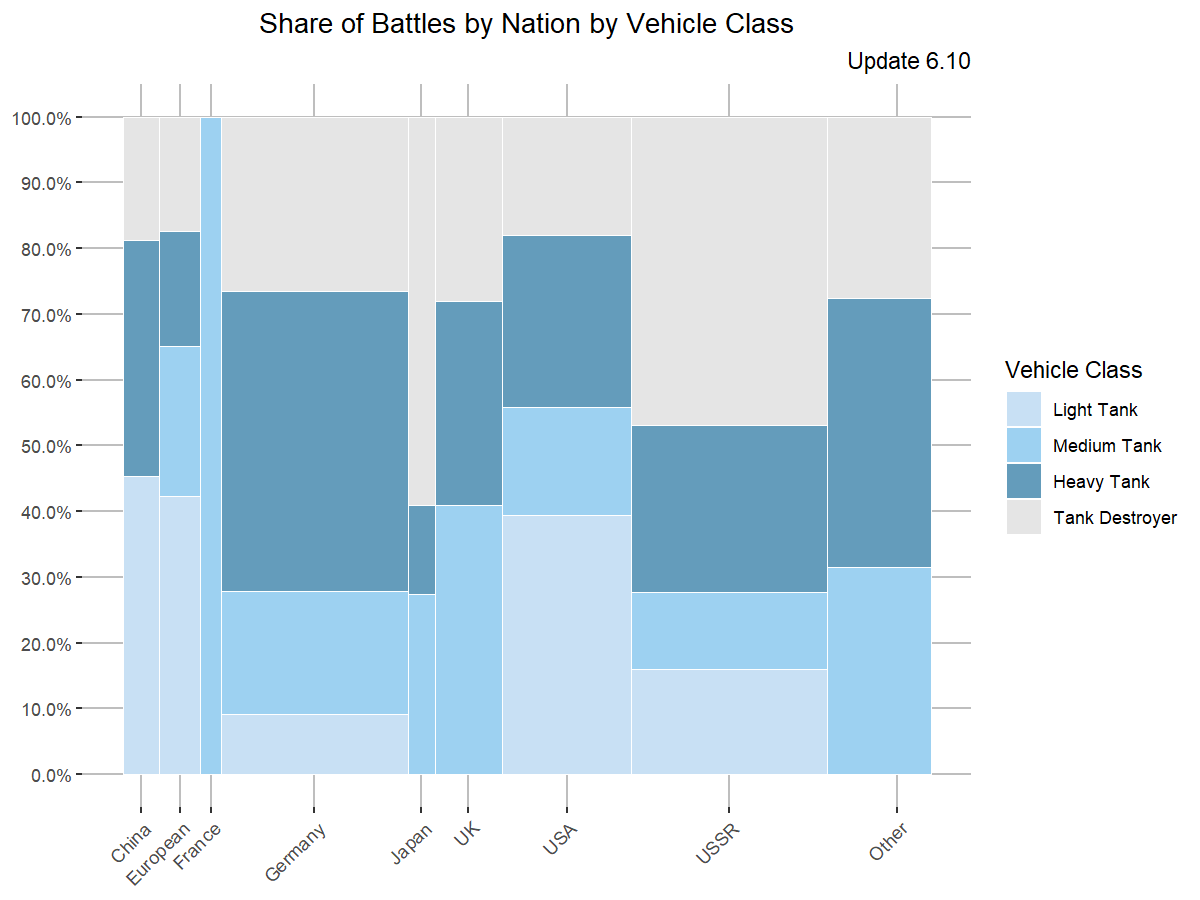 Share of Battles by Nation by Vehicle Class
Update 6.10
100.0%
90.0%
80.0%
70.0%
60.0%
50.0%
40.0%
30.0%
20.0%
10.0%
0.0%
China
European
France
Germany
Japan
UK
USA
USSR
Other
Vehicle Class
Light Tank
Medium Tank
Heavy Tank
Tank Destroyer